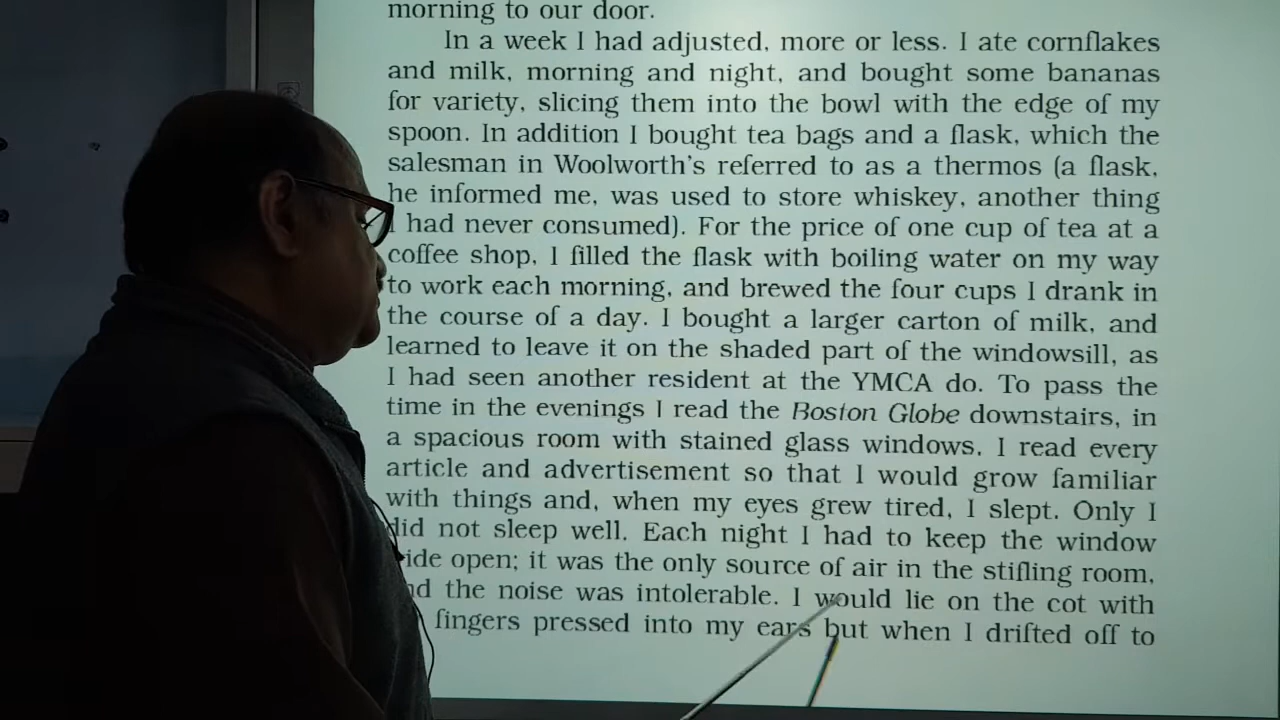 morning to our door.
In a week I had adjusted, more or less. I ate cornflakes
and milk, morning and night, and bought some bananas
for variety, slicing them into the bowl with the edge of my
spoon. In addition I bought tea bags and a flask, which the
salesman in Woolworth's referred to as a thermos (a flask,
he informed me, was used to store whiskey, another thing
I had never consumed). For the price of one cup of tea at a
coffee shop, I filled the flask with boiling water on my way
to work each morning, and brewed the four cups I drank in
the course of a day. I bought a larger carton of milk, and
learned to leave it on the shaded part of the windowsill, as
I had seen another resident at the YMCA do. To pass the
time in the evenings I read the Boston Globe downstairs, in
a spacious room with stained glass windows. I read every
article and advertisement so that I would grow familiar
with things and, when my eyes grew tired, I slept. Only I
did not sleep well. Each night I had to keep the window
ide open; it was the only source of air in the stifling room,
nd the noise was intolerable. I would lie on the cot with
fingers pressed into my ears but when I drifted off to